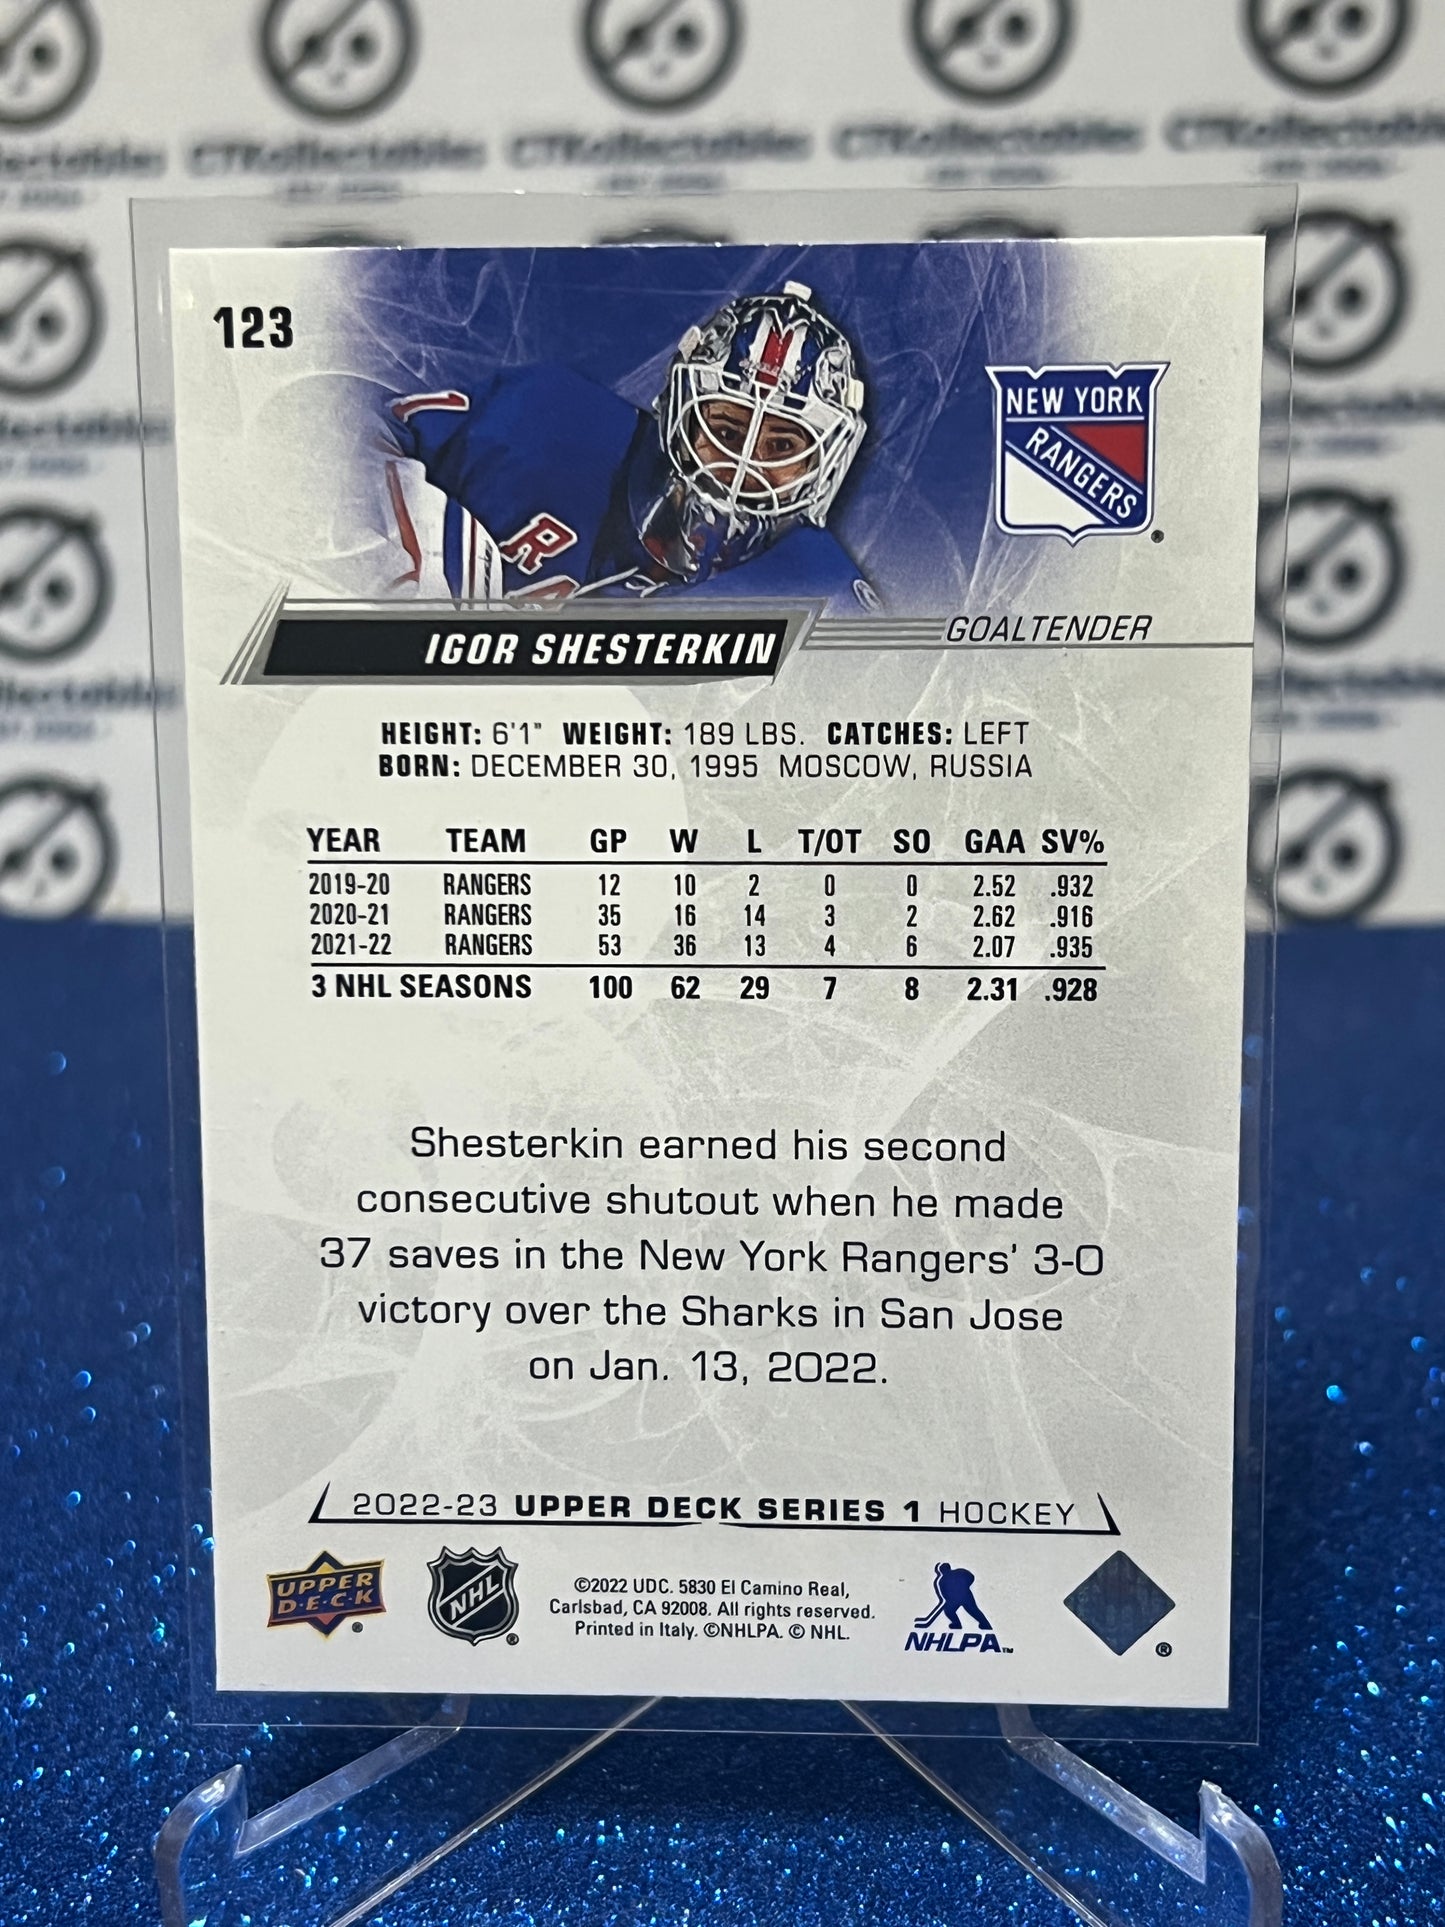 CTKollectables CTKollectables CTKollectables CTKollectables
123
NEW YORK
RANGERS
®
IGOR SHESTERKIN
GOALTENDER
HEIGHT: 6'1" WEIGHT: 189 LBS. CATCHES: LEFT
BORN: DECEMBER 30, 1995 MOSCOW, RUSSIA
YEAR TEAM GP W L T/OT SO GAA SV%
2019-20 RANGERS 12 10 2 0 0 2.52 .932
2020-21 RANGERS 35 16 14 3 2 2.62 .916
2021-22 RANGERS 53 36 13 4 6 2.07 .935
3 NHL SEASONS 100 62 29 7 8 2.31 .928
Shesterkin earned his second
consecutive shutout when he made
37 saves in the New York Rangers' 3-0
victory over the Sharks in San Jose
on Jan. 13, 2022.
2022-23 UPPER DECK SERIES 1 HOCKEY
UPPER
D·E·C·K
®
NHL
®
©2022 UDC. 5830 El Camino Real,
Carlsbad, CA 92008. All rights reserved.
Printed in Italy. ©NHLPA. © NHL.
NHLPA™
®